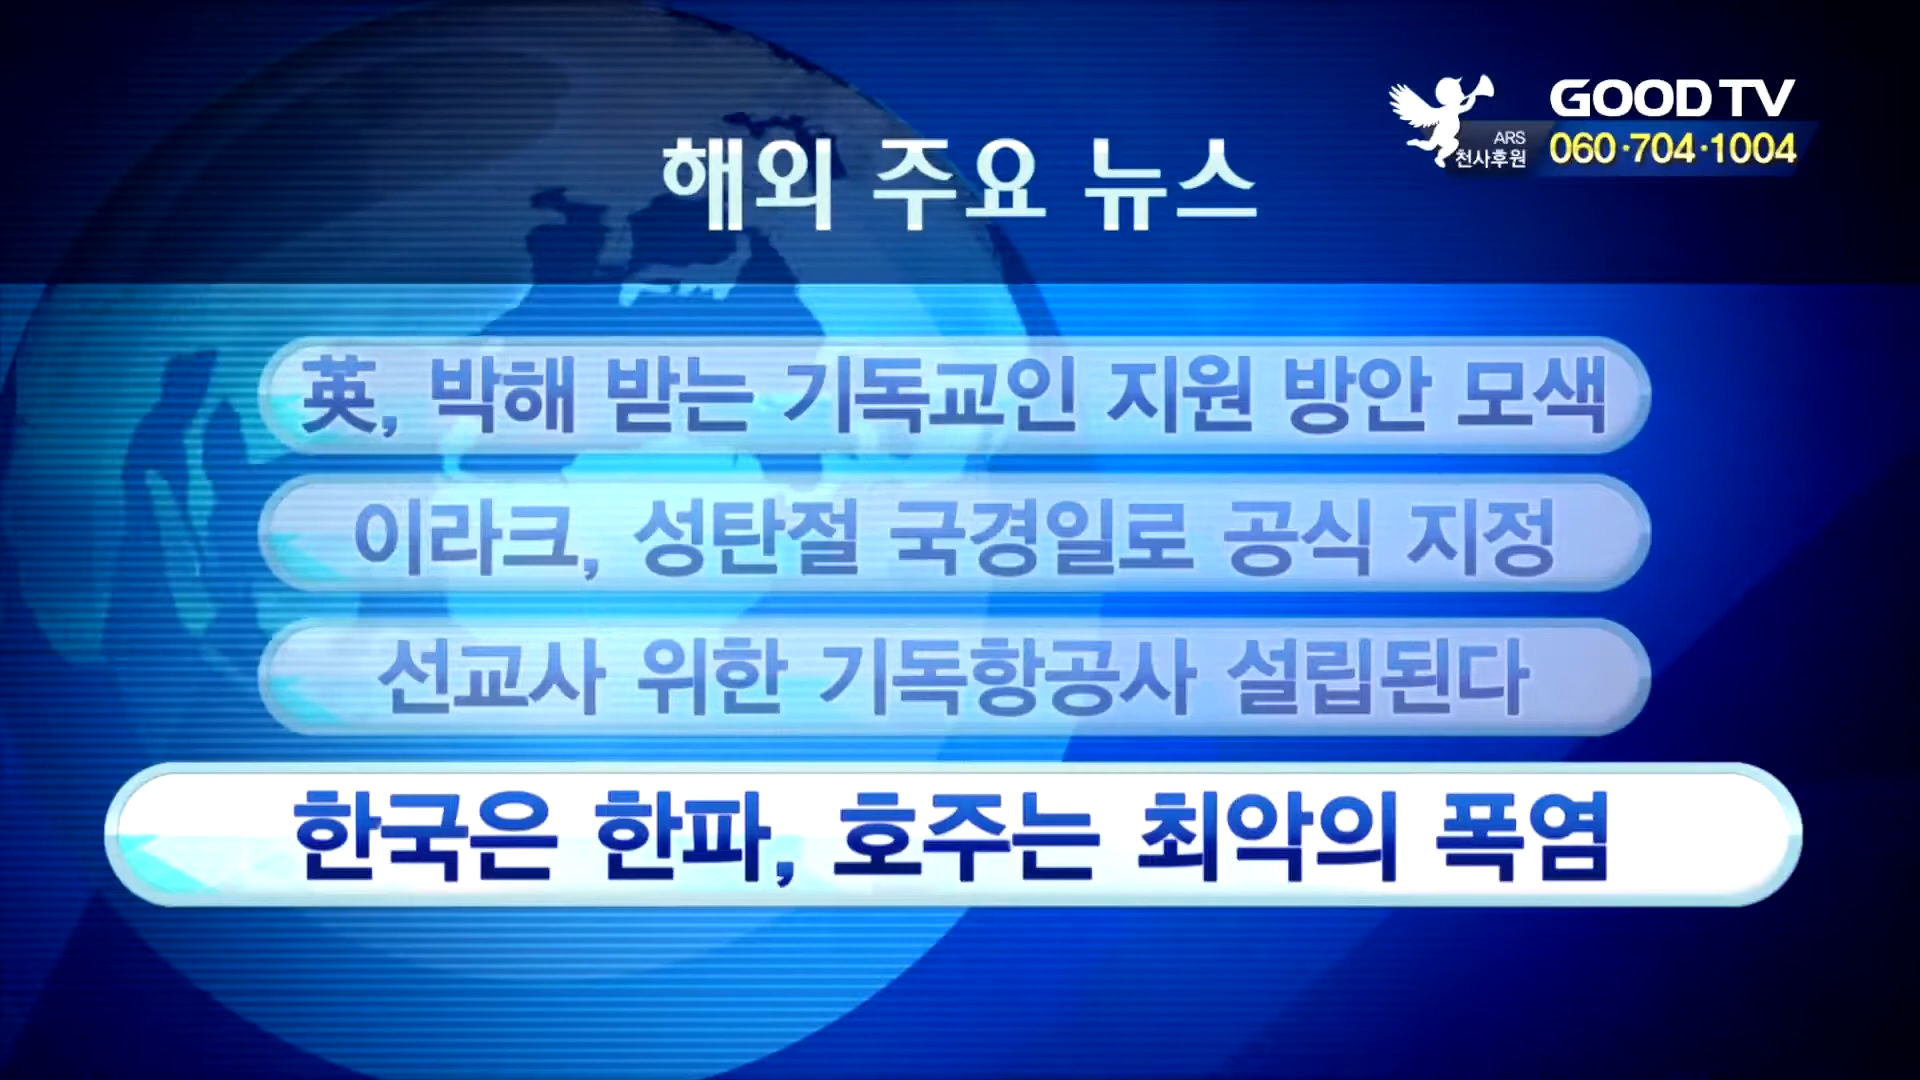 GOODTV
ARS
천사후원
060·704·1004
해외 주요 뉴스
英, 박해 받는 기독교인 지원 방안 모색
이라크, 성탄절 국경일로 공식 지정
선교사 위한 기독항공사 설립된다
한국은 한파, 호주는 최악의 폭염